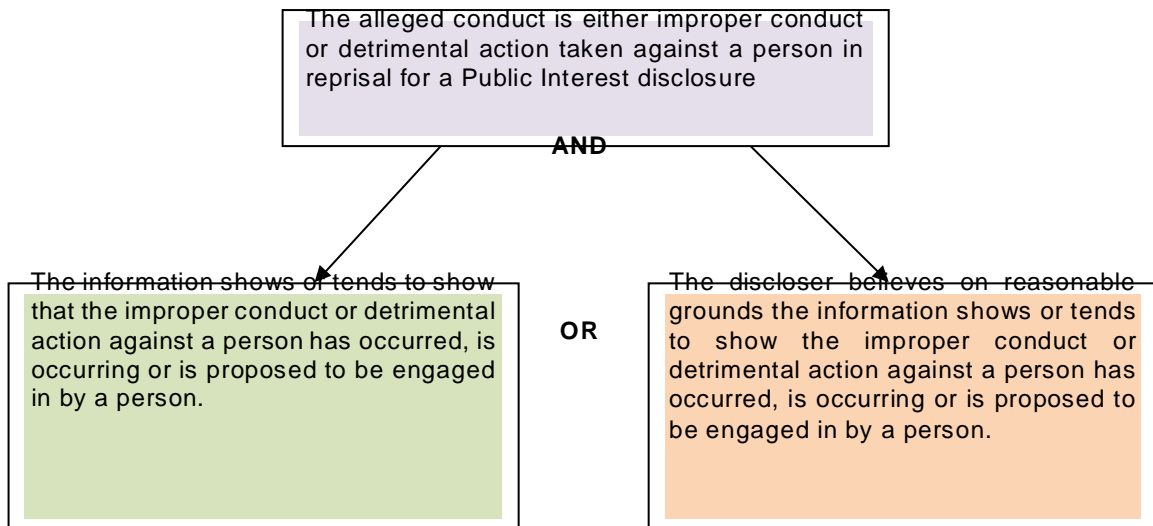 The alleged conduct is either improper conduct
or detrimental action taken against a person in
reprisal for a Public Interest disclosure
AND
The information shows or tends to show
that the improper conduct or detrimental
action against a person has occurred, is
occurring or is proposed to be engaged
in by a person.
OR
The discloser believes on reasonable
grounds the information shows or tends
to show the improper conduct or
detrimental action against a person has
occurred, is occurring or is proposed to
be engaged in by a person.